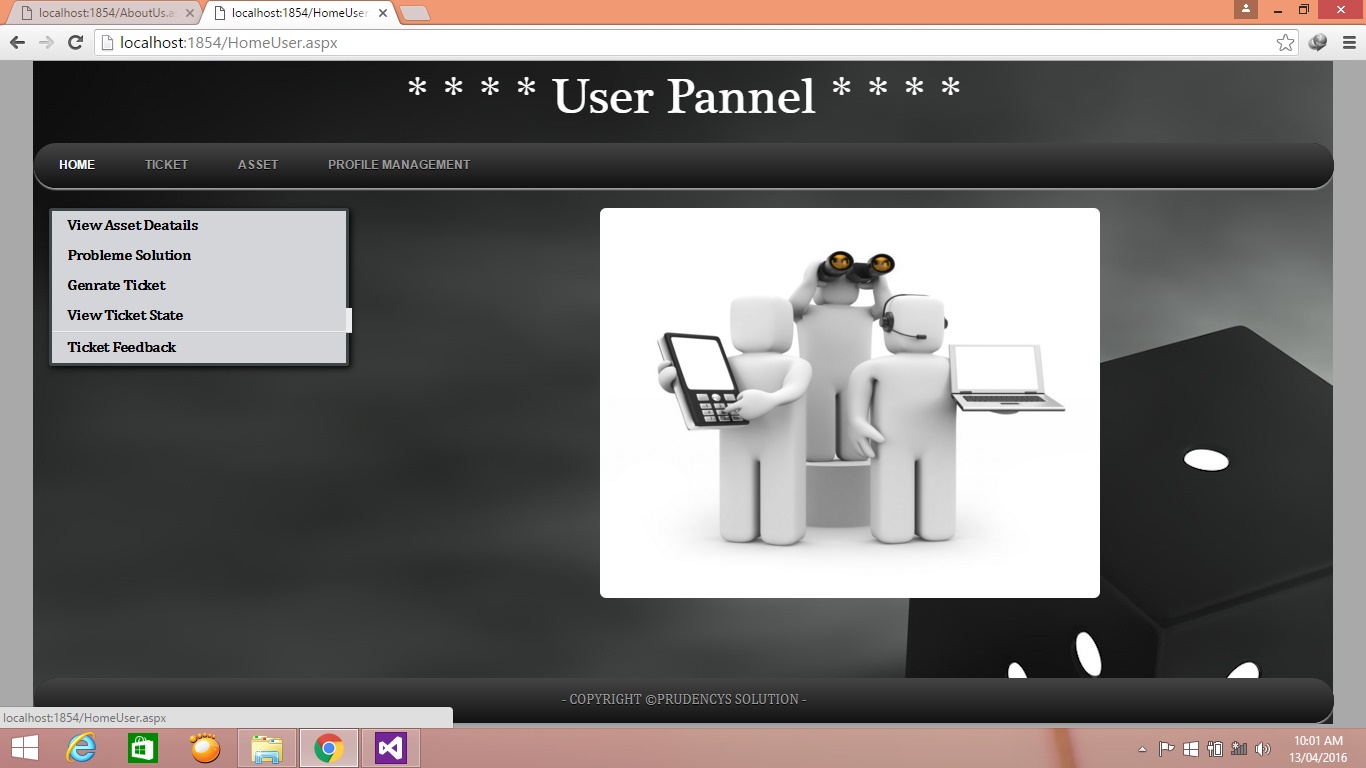 localhost:1854/AboutUs.a
localhost:1854/HomeUser
localhost:1854/HomeUser.aspx
* * * * User Pannel * * * *
HOME TICKET ASSET PROFILE MANAGEMENT
View Asset Deatails
Probleme Solution
Genrate Ticket
View Ticket State
Ticket Feedback
- COPYRIGHT ©PRUDENCYS SOLUTION -
localhost:1854/HomeUser.aspx
10:01 AM
13/04/2016